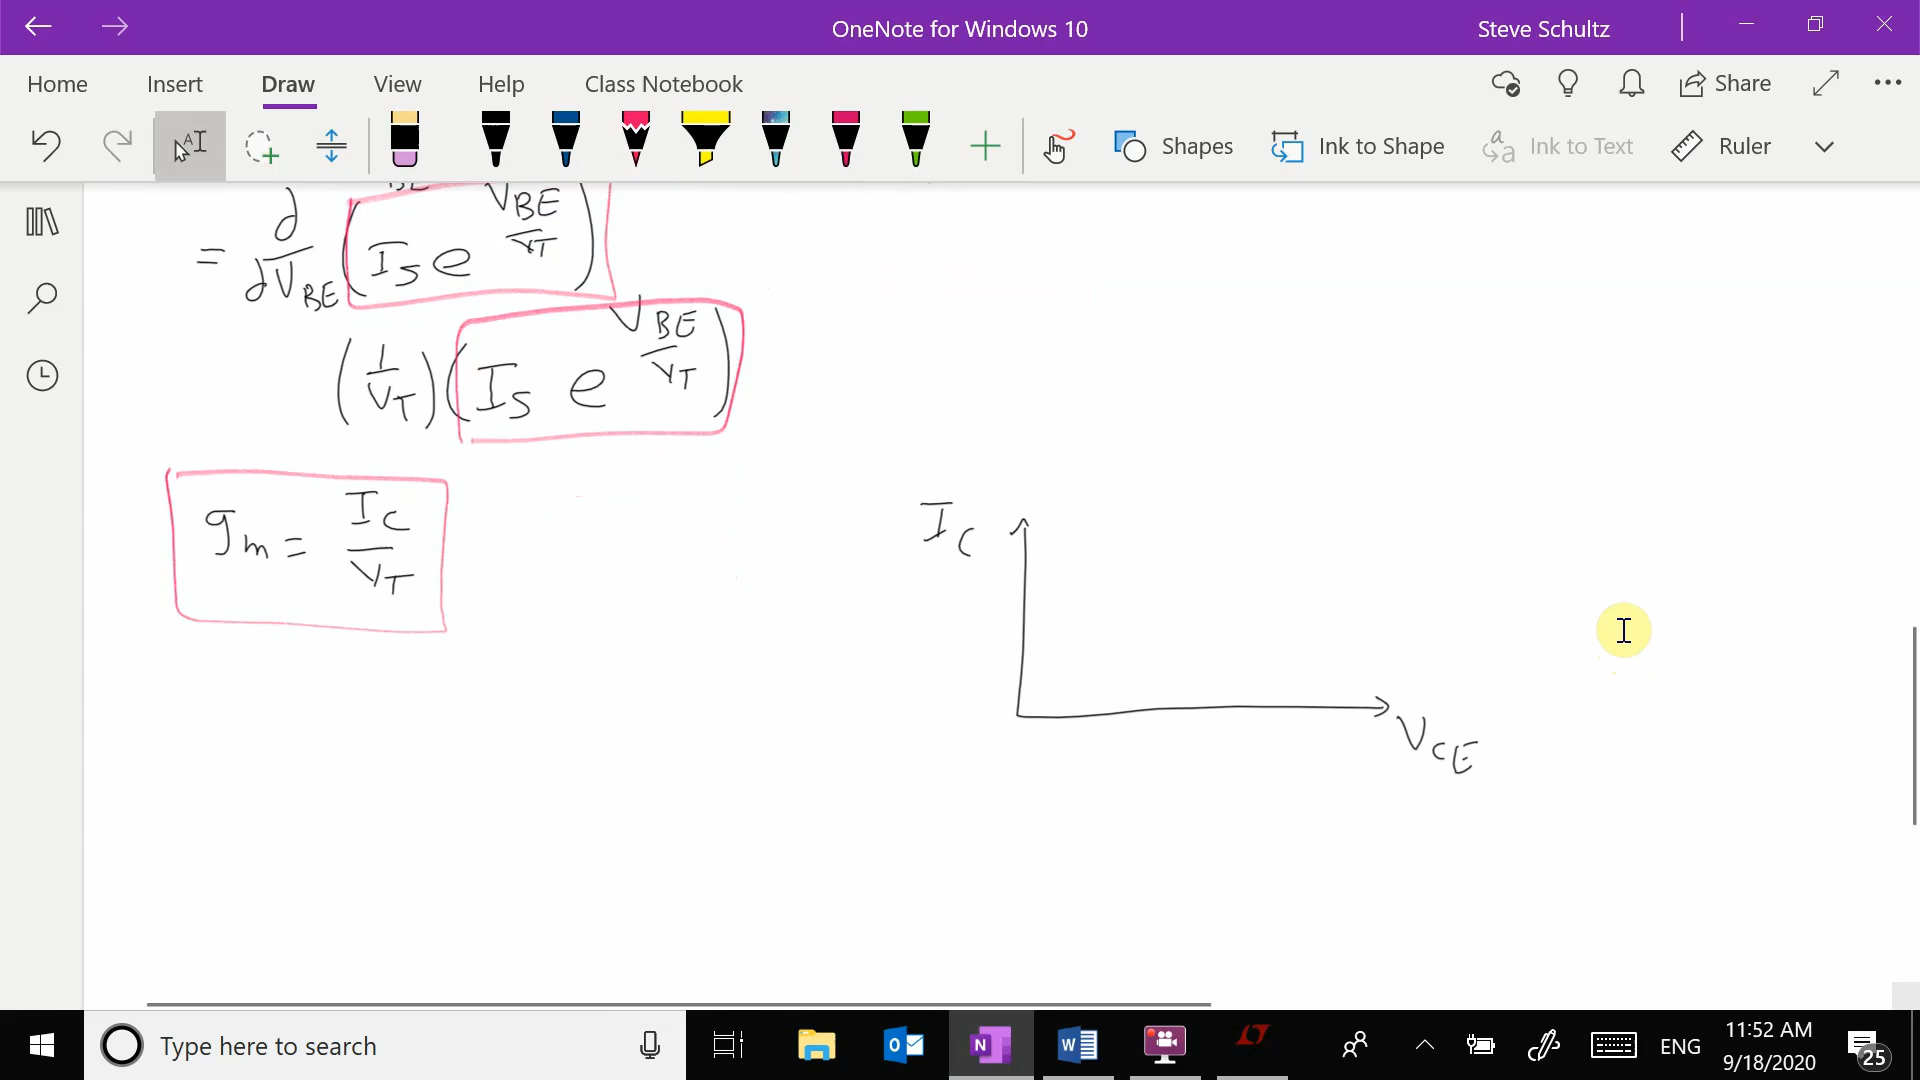 OneNote for Windows 10
Steve Schultz
Home Insert Draw View Help Class Notebook
Share
Shapes Ink to Shape Ink to Text Ruler
= ∂/∂V_BE (I_S e^(V_BE/V_T))
(1/V_T)(I_S e^(V_BE/V_T))
g_m = I_C/V_T
I_C
V_CE
Type here to search
ENG
11:52 AM
9/18/2020
25